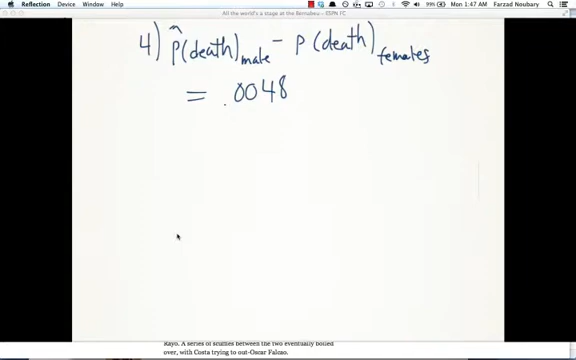 Reflection Device Window Help
99% Mon 1:47 AM Farzad Noubary
All the world's a stage at the Bernabeu – ESPN FC
4) p̂(death)male - p (death)females
= .0048
Rayo. A series of scuffles between the two eventually boiled
over, with Costa trying to out-Oscar Falcao.